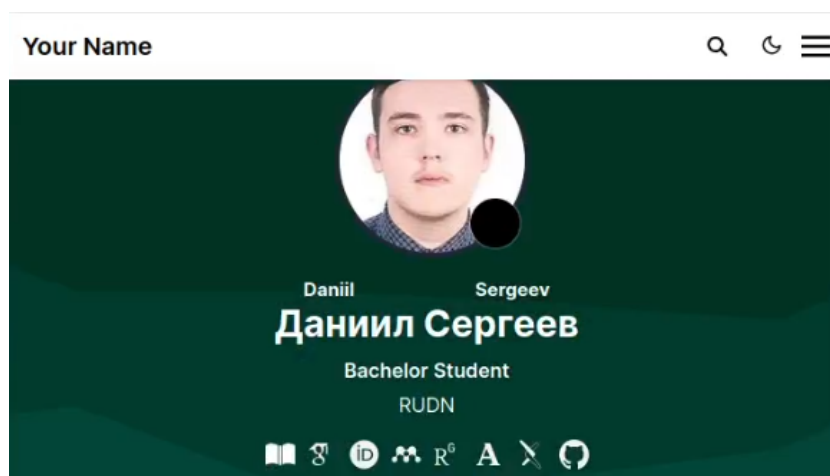 Your Name
Daniil Sergeev
Даниил Сергеев
Bachelor Student
RUDN